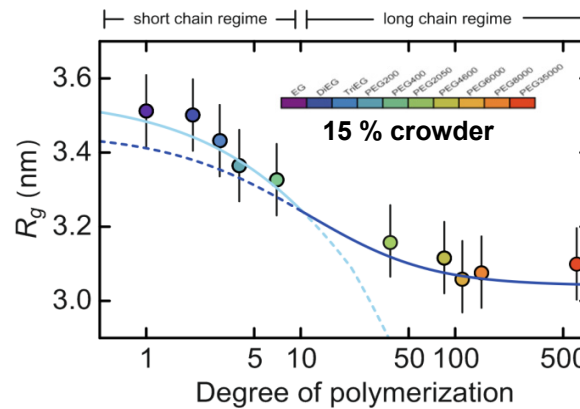 short chain regime long chain regime
EG DiEG TriEG PEG200 PEG400 PEG2050 PEG4600 PEG6000 PEG8000 PEG35000
15 % crowder
3.6
3.4
3.2
3.0
Rg (nm)
1 5 10 50 100 500
Degree of polymerization